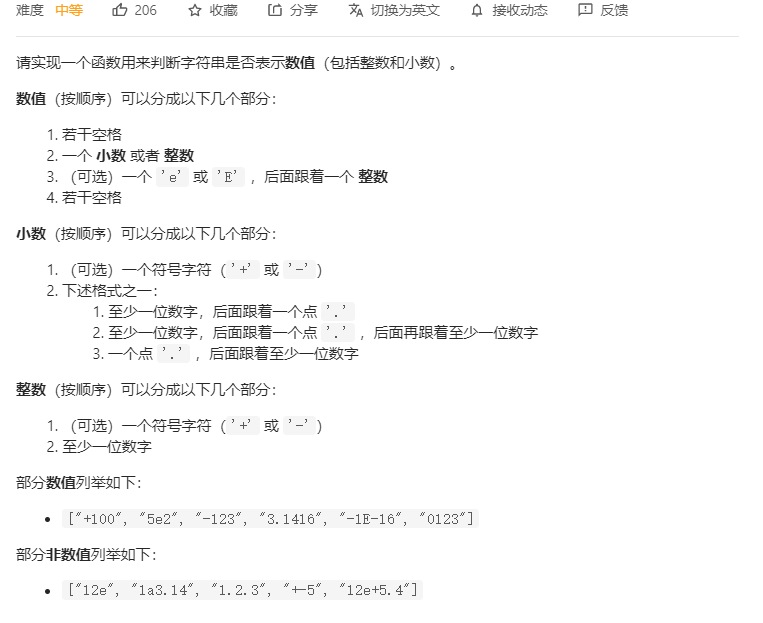 难度 中等 206 收藏 分享 切换为英文 接收动态 反馈
请实现一个函数用来判断字符串是否表示数值（包括整数和小数）。
数值（按顺序）可以分成以下几个部分：
1. 若干空格
2. 一个 小数 或者 整数
3. （可选）一个 'e' 或 'E' ，后面跟着一个 整数
4. 若干空格
小数（按顺序）可以分成以下几个部分：
1. （可选）一个符号字符（'+' 或 '-'）
2. 下述格式之一：
1. 至少一位数字，后面跟着一个点 '.'
2. 至少一位数字，后面跟着一个点 '.' ，后面再跟着至少一位数字
3. 一个点 '.' ，后面跟着至少一位数字
整数（按顺序）可以分成以下几个部分：
1. （可选）一个符号字符（'+' 或 '-'）
2. 至少一位数字
部分数值列举如下：
• ["+100", "5e2", "-123", "3.1416", "-1E-16", "0123"]
部分非数值列举如下：
• ["12e", "1a3.14", "1.2.3", "+-5", "12e+5.4"]